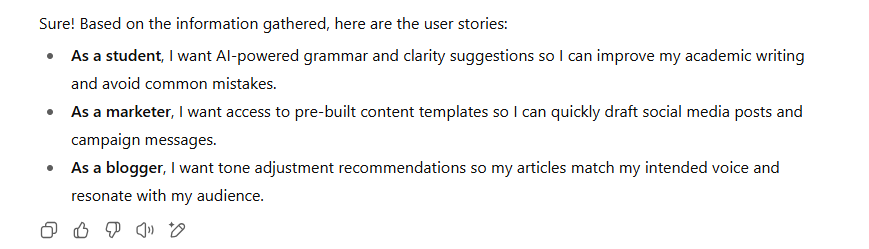 Sure! Based on the information gathered, here are the user stories:
As a student, I want AI-powered grammar and clarity suggestions so I can improve my academic writing
and avoid common mistakes.
As a marketer, I want access to pre-built content templates so I can quickly draft social media posts and
campaign messages.
As a blogger, I want tone adjustment recommendations so my articles match my intended voice and
resonate with my audience.